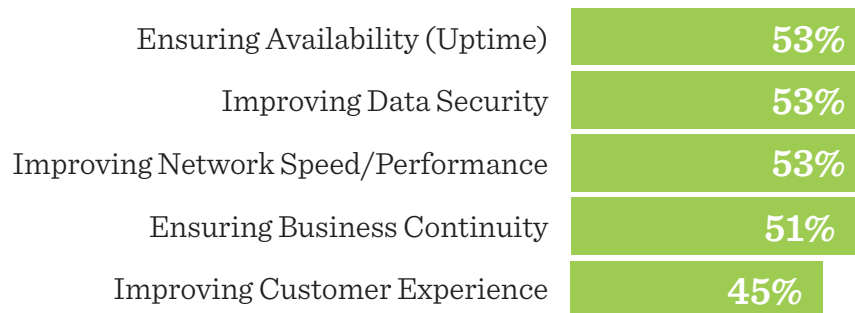 Ensuring Availability (Uptime) 53%
Improving Data Security 53%
Improving Network Speed/Performance 53%
Ensuring Business Continuity 51%
Improving Customer Experience 45%